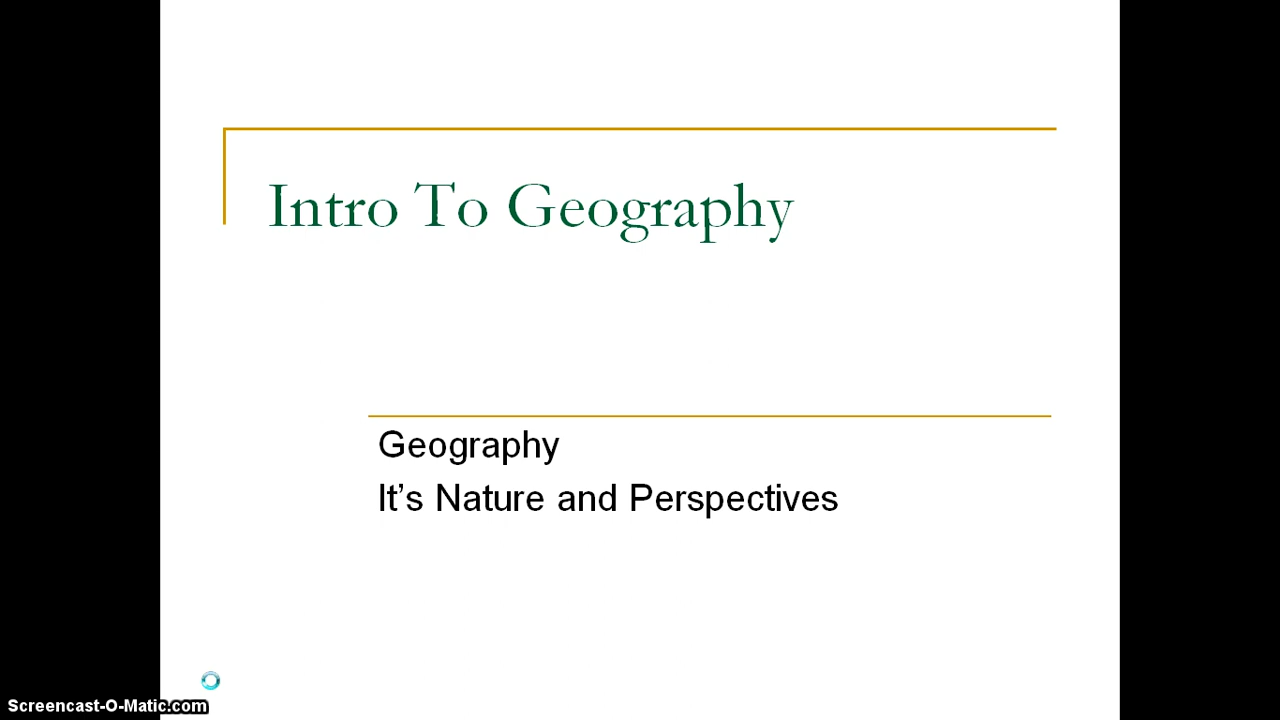 Intro To Geography
Geography
It’s Nature and Perspectives
Screencast-O-Matic.com